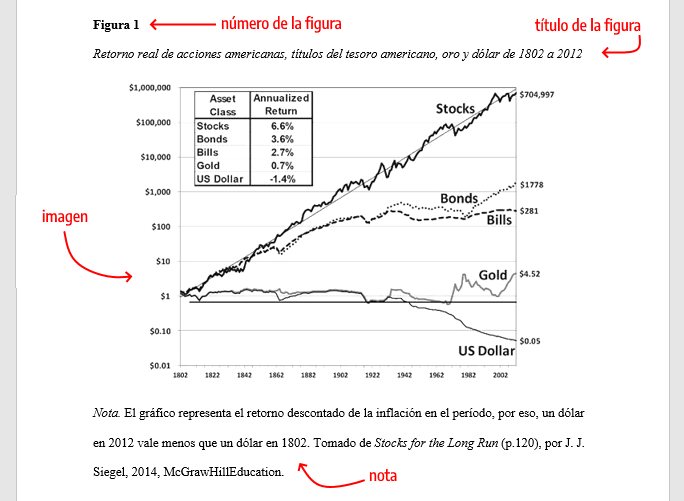 Figura 1
número de la figura
título de la figura
Retorno real de acciones americanas, títulos del tesoro americano, oro y dólar de 1802 a 2012
$1,000,000
$100,000
$10,000
$1,000
$100
$10
$1
$0.10
$0.01
Asset Class Annualized Return
Stocks 6.6%
Bonds 3.6%
Bills 2.7%
Gold 0.7%
US Dollar -1.4%
Stocks
$704,997
Bonds
$1778
Bills
$281
Gold
$4.52
US Dollar
$0.05
imagen
1802 1822 1842 1862 1882 1902 1922 1942 1962 1982 2002
Nota. El gráfico representa el retorno descontado de la inflación en el período, por eso, un dólar
en 2012 vale menos que un dólar en 1802. Tomado de Stocks for the Long Run (p.120), por J. J.
Siegel, 2014, McGrawHillEducation.
nota